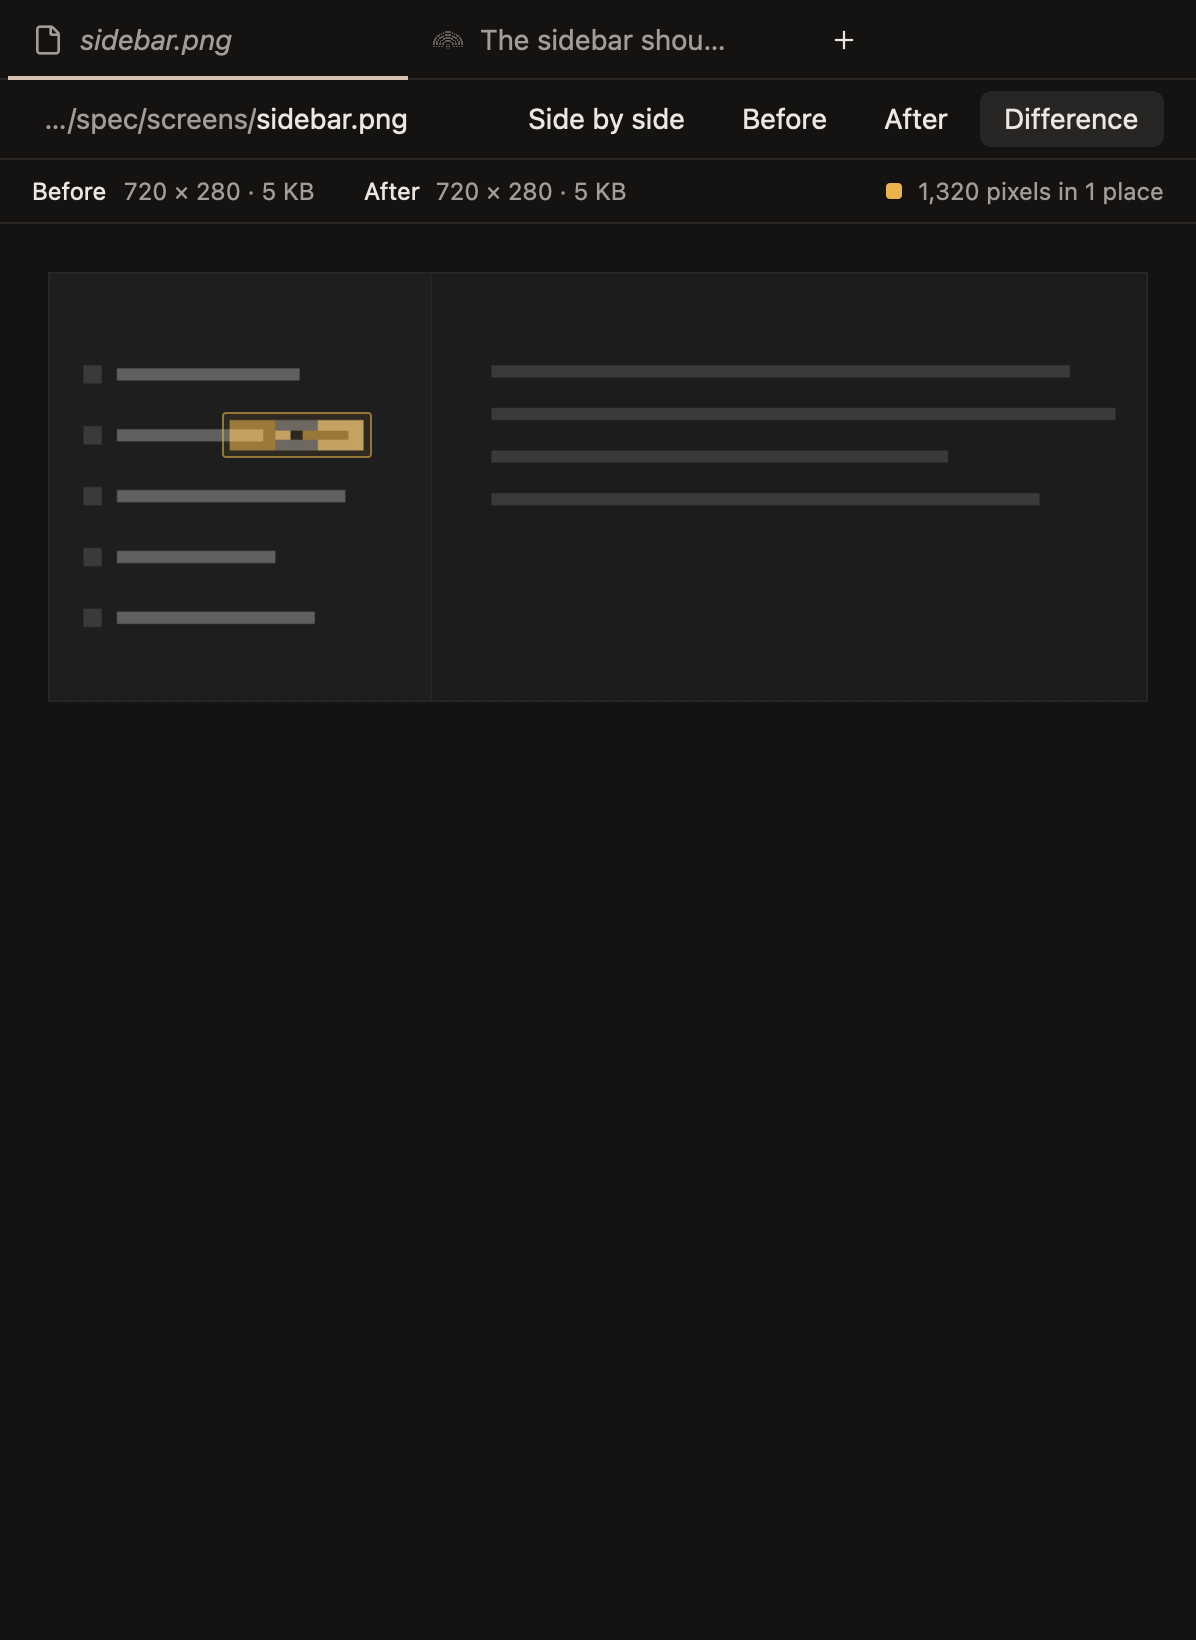 sidebar.png
The sidebar shou...
+
.../spec/screens/sidebar.png
Side by side
Before
After
Difference
Before 720 × 280 · 5 KB
After 720 × 280 · 5 KB
1,320 pixels in 1 place